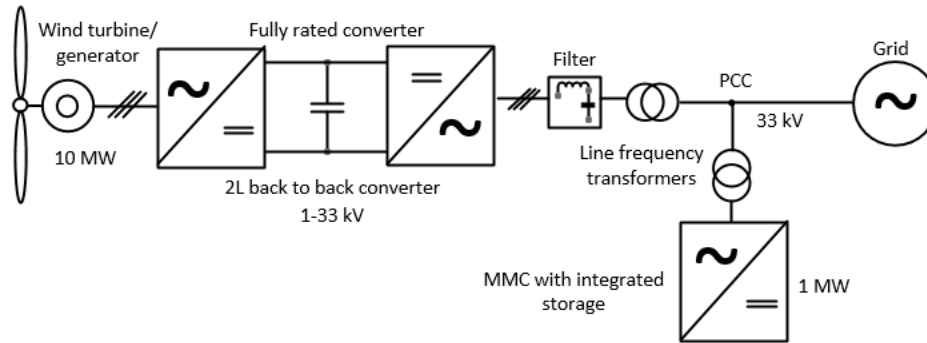 Wind turbine/
generator
10 MW
Fully rated converter
2L back to back converter
1-33 kV
Filter
Line frequency
transformers
PCC
33 kV
Grid
MMC with integrated
storage
1 MW